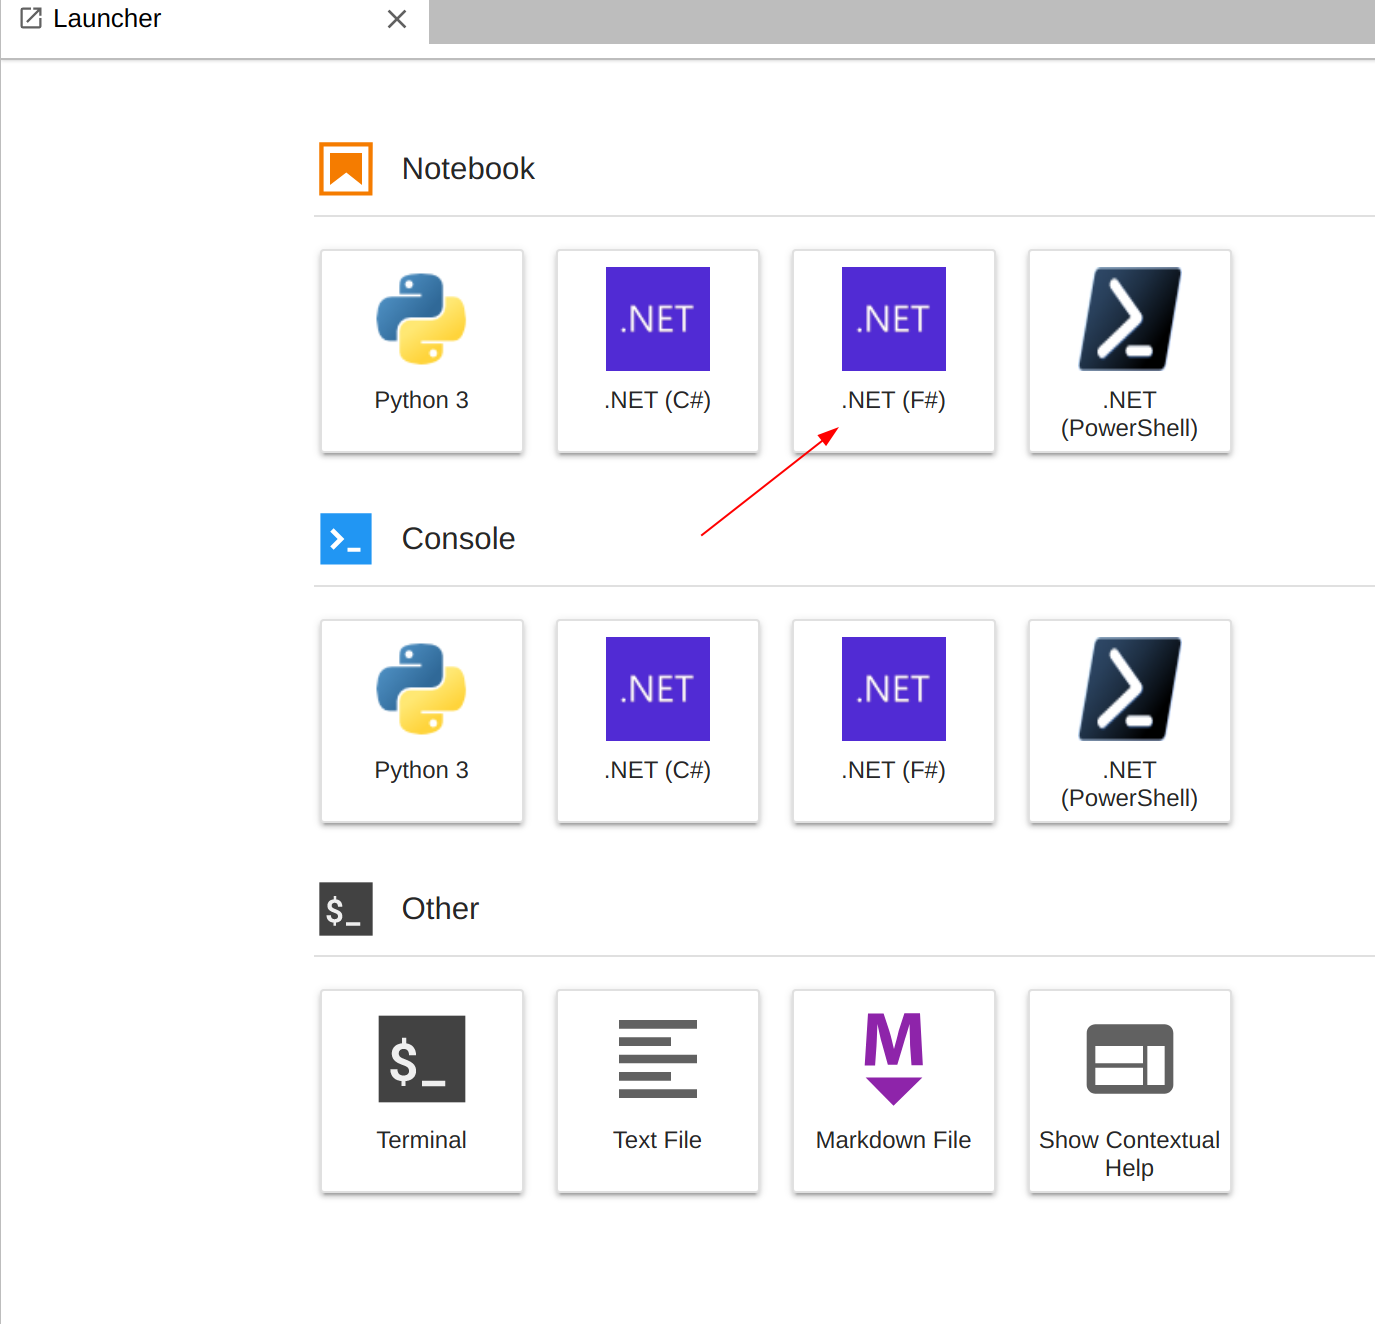 Launcher
Notebook
.NET
.NET
Python 3
.NET (C#)
.NET (F#)
.NET
(PowerShell)
Console
.NET
.NET
Python 3
.NET (C#)
.NET (F#)
.NET
(PowerShell)
$_
Other
$_
M
Terminal
Text File
Markdown File
Show Contextual
Help